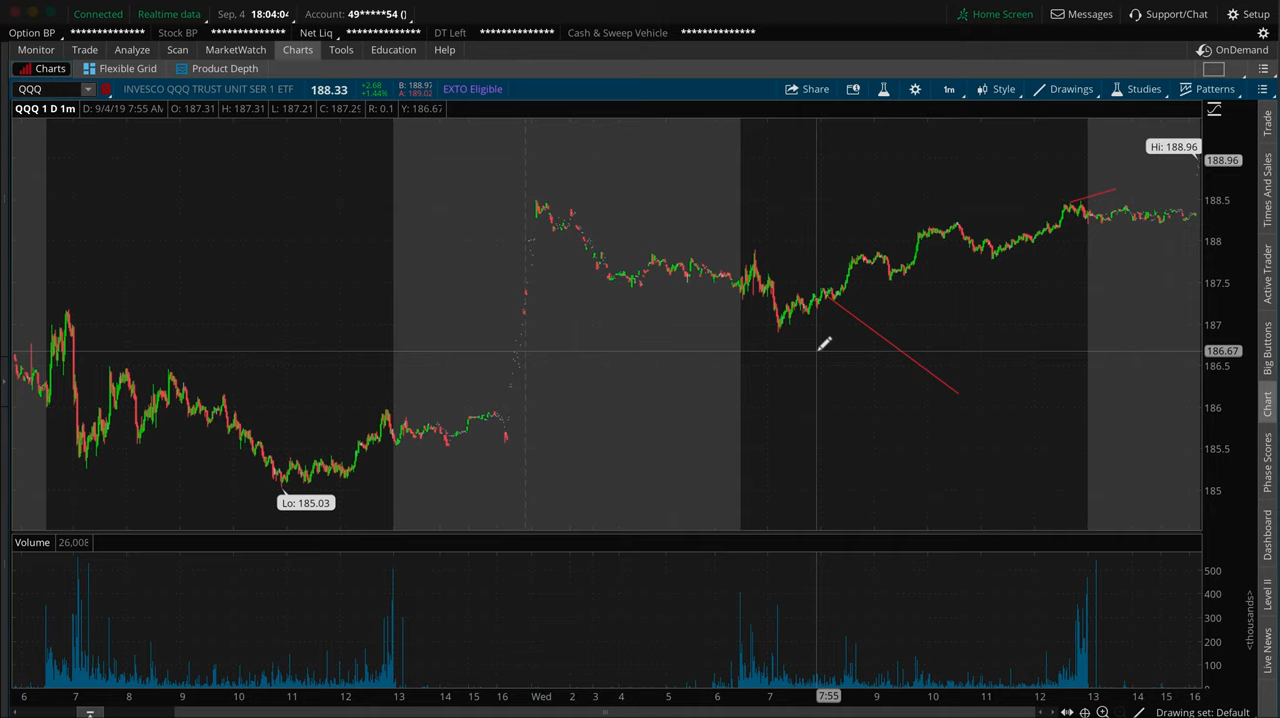 Connected Realtime data Sep, 4 18:04:04 Account: 49*****54 () Home Screen Messages Support/Chat Setup
Option BP ************** Stock BP ************** Net Liq ************** DT Left ************** Cash & Sweep Vehicle **************
Monitor Trade Analyze Scan MarketWatch Charts Tools Education Help OnDemand
Charts Flexible Grid Product Depth
QQQ INVESCO QQQ TRUST UNIT SER 1 ETF 188.33 +2.68 +1.44% B: 188.97 A: 189.02 EXTO Eligible Share 1m Style Drawings Studies Patterns
QQQ 1 D 1m D: 9/4/19 7:55 AM O: 187.31 H: 187.31 L: 187.21 C: 187.29 R: 0.1 Y: 186.67
Hi: 188.96
188.96
188.5
188
187.5
187
186.67
186.5
186
185.5
185
Lo: 185.03
Volume 26,008
500
400
300
200
100
<thousands>
6 7 8 9 10 11 12 13 14 15 16 Wed 2 3 4 5 6 7 7:55 9 10 11 12 13 14 15 16
Drawing set: Default
Trade
Times And Sales
Active Trader
Big Buttons
Chart
Phase Scores
Dashboard
Level II
Live News